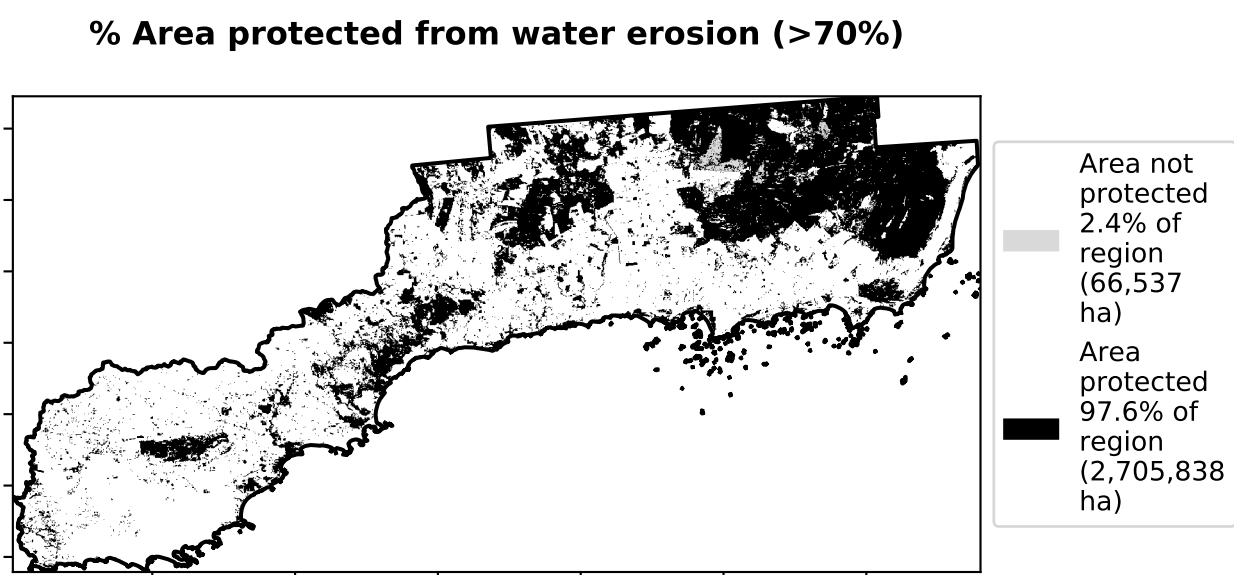 % Area protected from water erosion (>70%)
Area not
protected
2.4% of
region
(66,537
ha)
Area
protected
97.6% of
region
(2,705,838
ha)